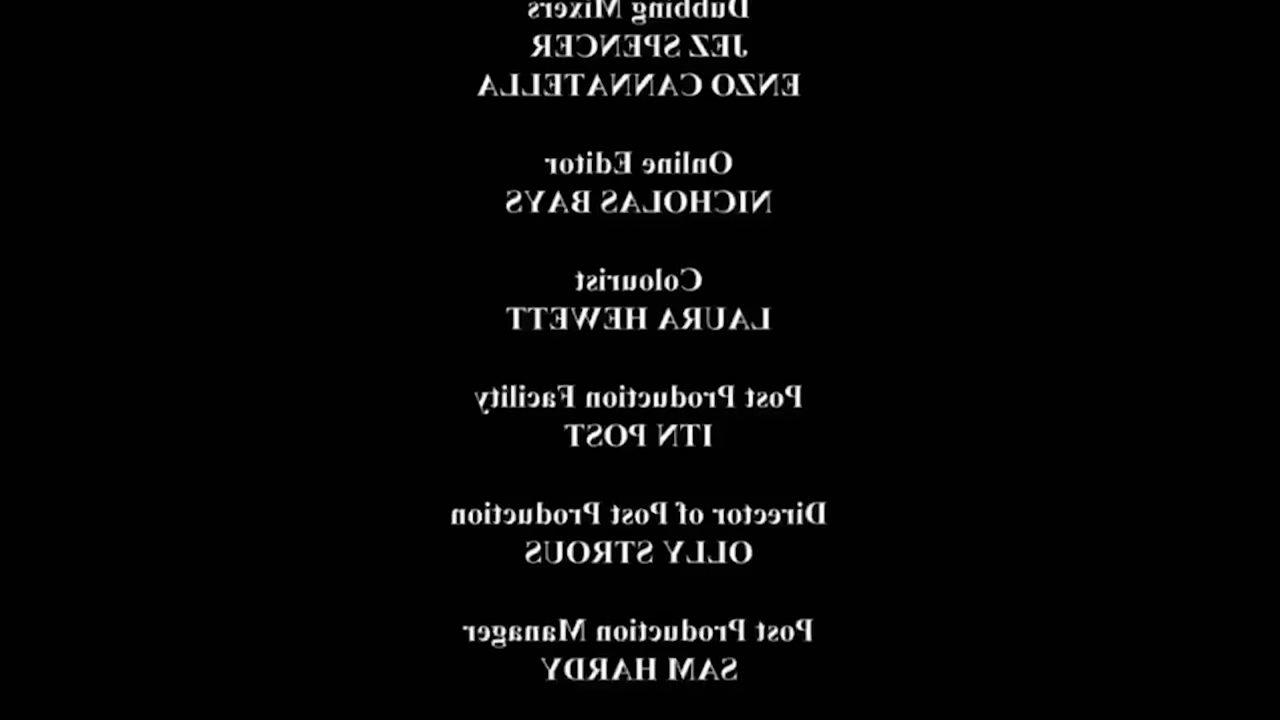 Dubbing Mixers
JEZ SPENCER
ENZO CANNATELLA
Online Editor
NICHOLAS BAYS
Colourist
LAURA HEWETT
Post Production Facility
ITN POST
Director of Post Production
OLLY STROUS
Post Production Manager
SAM HARDY